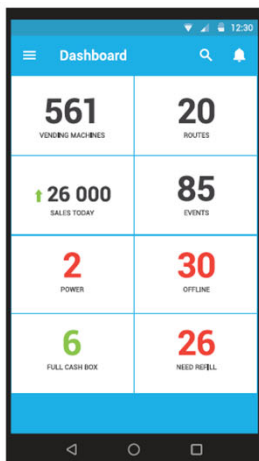 12:30
Dashboard
561
VENDING MACHINES
20
ROUTES
26 000
SALES TODAY
85
EVENTS
2
POWER
30
OFFLINE
6
FULL CASH BOX
26
NEED REFILL